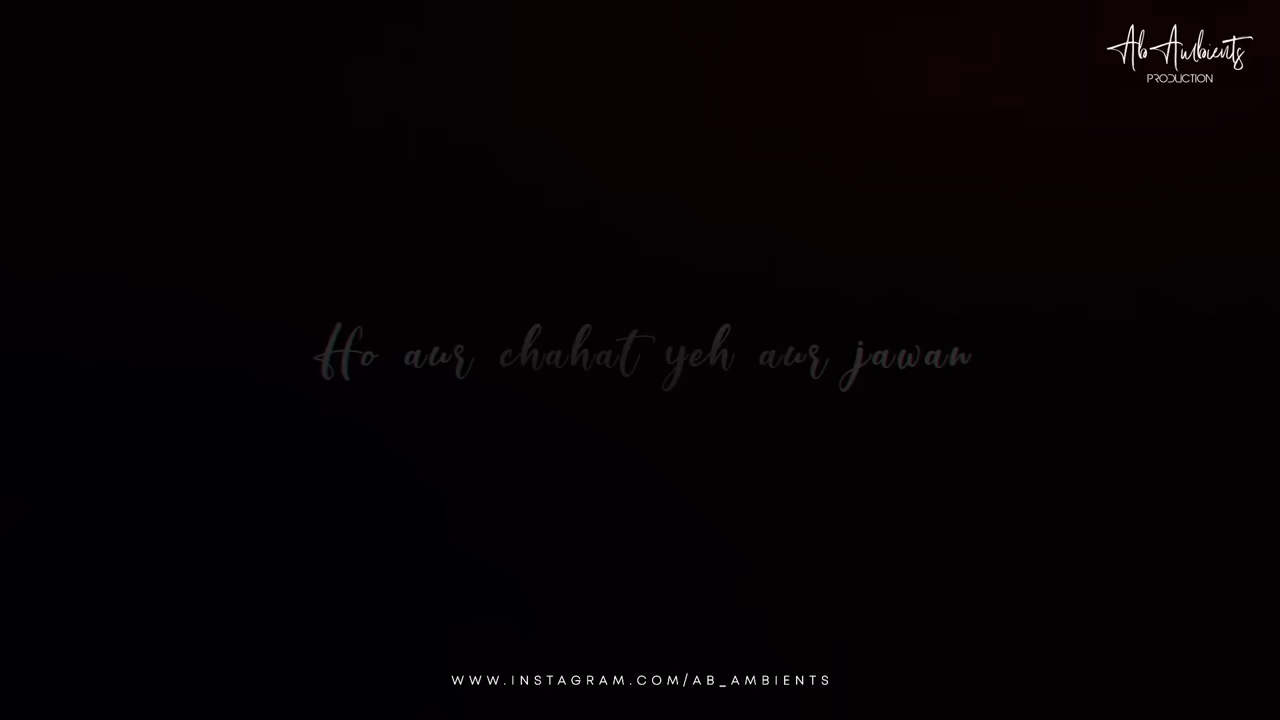 Ab Ambients
PRODUCTION
Ho aur chahat yeh aur jawan
WWW.INSTAGRAM.COM/AB_AMBIENTS